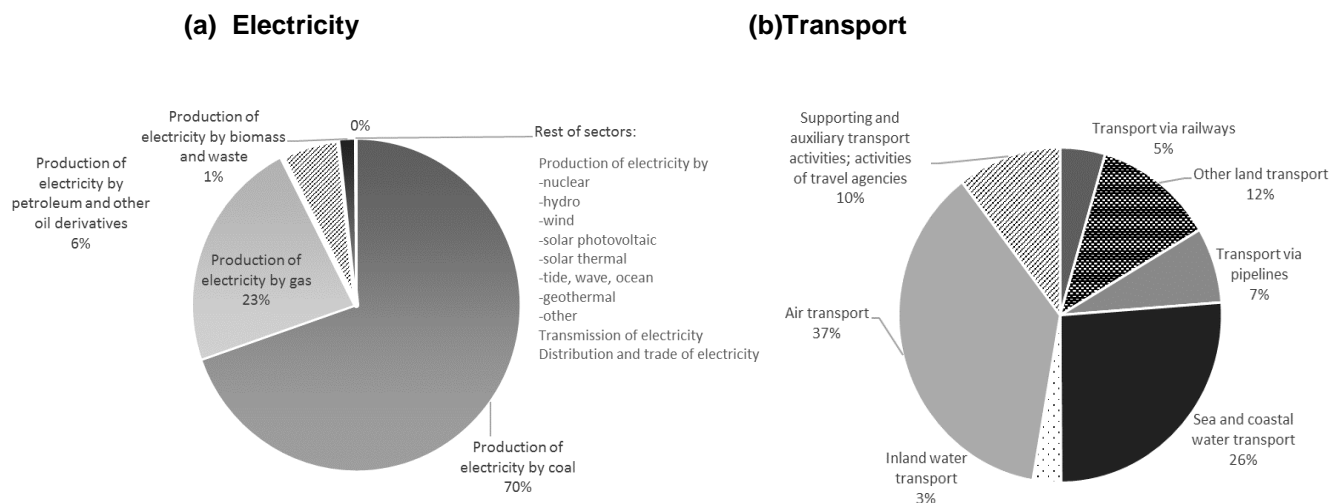 (a) Electricity
(b)Transport
Production of
electricity by biomass
and waste
1%
0%
Rest of sectors:
Production of electricity by
-nuclear
-hydro
-wind
-solar photovoltaic
-solar thermal
-tide, wave, ocean
-geothermal
-other
Transmission of electricity
Distribution and trade of electricity
Production of
electricity by
petroleum and other
oil derivatives
6%
Production of
electricity by gas
23%
Production of
electricity by coal
70%
Supporting and
auxiliary transport
activities; activities
of travel agencies
10%
Transport via railways
5%
Other land transport
12%
Transport via
pipelines
7%
Air transport
37%
Sea and coastal
water transport
26%
Inland water
transport
3%